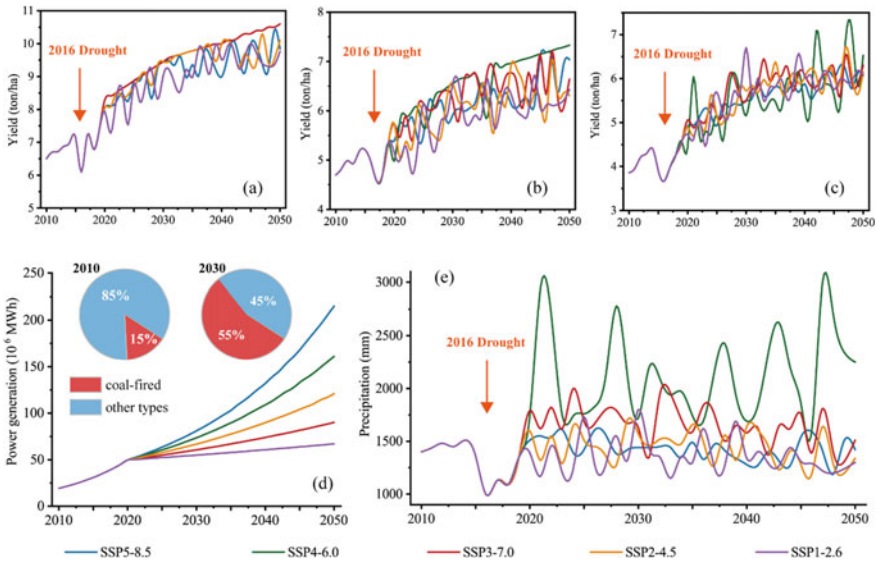 11
10
9
8
7
6
5
Yield (ton/ha)
2016 Drought
(a)
2010 2020 2030 2040 2050
8
7
6
5
4
Yield (ton/ha)
2016 Drought
(b)
2010 2020 2030 2040 2050
8
7
6
5
4
3
Yield (ton/ha)
2016 Drought
(c)
2010 2020 2030 2040 2050
250
200
150
100
50
0
Power generation (10⁶ MWh)
2010 2030
85%
15%
45%
55%
coal-fired
other types
(d)
2010 2020 2030 2040 2050
3000
2500
2000
1500
1000
Precipitation (mm)
(e)
2016 Drought
2010 2020 2030 2040 2050
SSP5-8.5 SSP4-6.0 SSP3-7.0 SSP2-4.5 SSP1-2.6